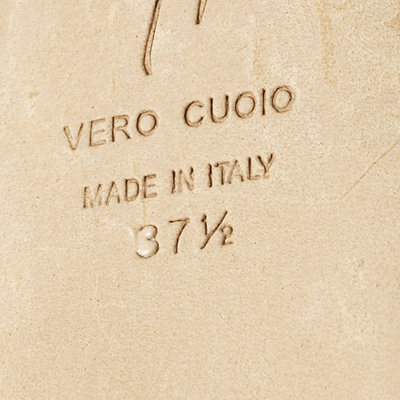 VERO CUOIO
MADE IN ITALY
37½